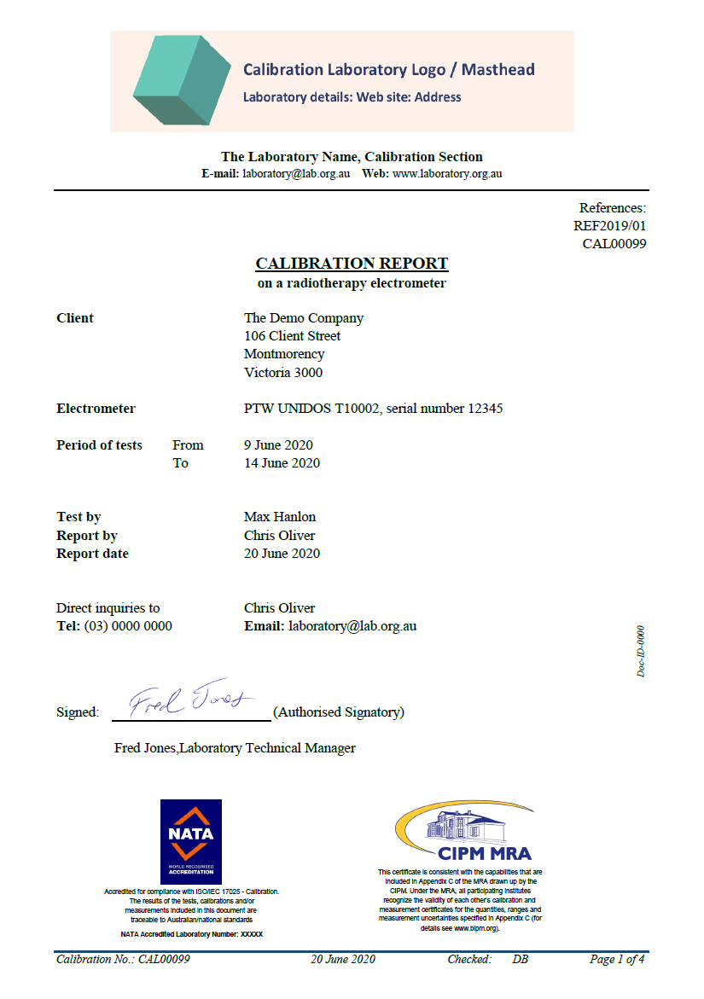 Calibration Laboratory Logo / Masthead
Laboratory details: Web site: Address
The Laboratory Name, Calibration Section
E-mail: laboratory@lab.org.au Web: www.laboratory.org.au
References:
REF2019/01
CAL00099
CALIBRATION REPORT
on a radiotherapy electrometer
Client The Demo Company
106 Client Street
Montmorency
Victoria 3000
Electrometer PTW UNIDOS T10002, serial number 12345
Period of tests From 9 June 2020
To 14 June 2020
Test by Max Hanlon
Report by Chris Oliver
Report date 20 June 2020
Direct inquiries to Chris Oliver
Tel: (03) 0000 0000 Email: laboratory@lab.org.au
Doc-ID-0000
Signed: Fred Jones (Authorised Signatory)
Fred Jones,Laboratory Technical Manager
NATA
WORLD RECOGNISED
ACCREDITATION
Accredited for compliance with ISO/IEC 17025 - Calibration.
The results of the tests, calibrations and/or
measurements included in this document are
traceable to Australian/national standards
NATA Accredited Laboratory Number: XXXXX
CIPM MRA
This certificate is consistent with the capabilities that are
included in Appendix C of the MRA drawn up by the
CIPM. Under the MRA, all participating institutes
recognize the validity of each other's calibration and
measurement certificates for the quantities, ranges and
measurement uncertainties specified in Appendix C (for
details see www.bipm.org).
Calibration No.: CAL00099 20 June 2020 Checked: DB Page 1 of 4